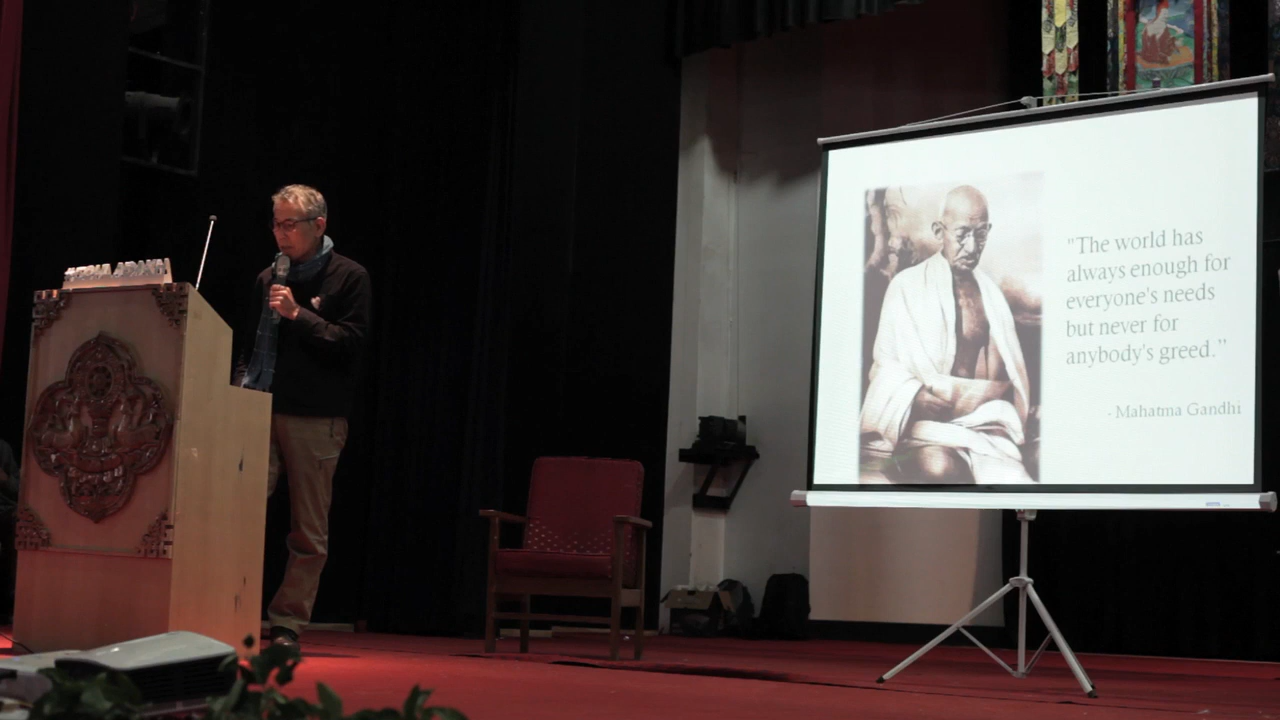 "The world has
always enough for
everyone's needs
but never for
anybody's greed.”
- Mahatma Gandhi